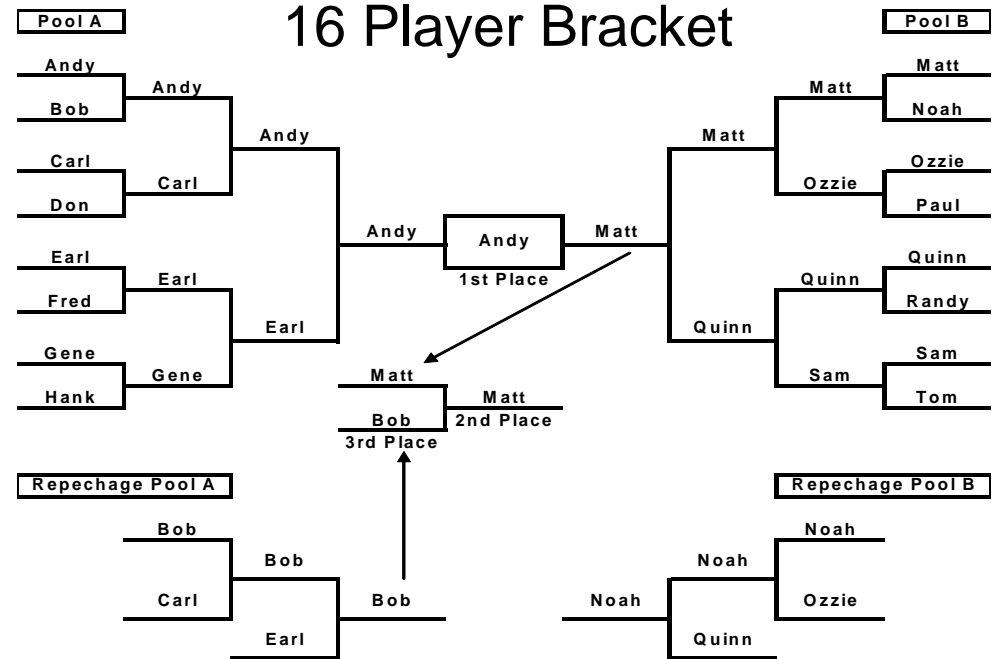 16 Player Bracket
Pool A
Pool B
Andy
Bob
Carl
Don
Earl
Fred
Gene
Hank
Andy
Carl
Earl
Gene
Andy
Earl
Andy
Andy
1st Place
Matt
Matt
Quinn
Matt
Ozzie
Quinn
Sam
Matt
Noah
Ozzie
Paul
Quinn
Randy
Sam
Tom
Matt
Bob
3rd Place
Matt
2nd Place
Repechage Pool A
Repechage Pool B
Bob
Carl
Bob
Earl
Bob
Noah
Noah
Quinn
Noah
Ozzie